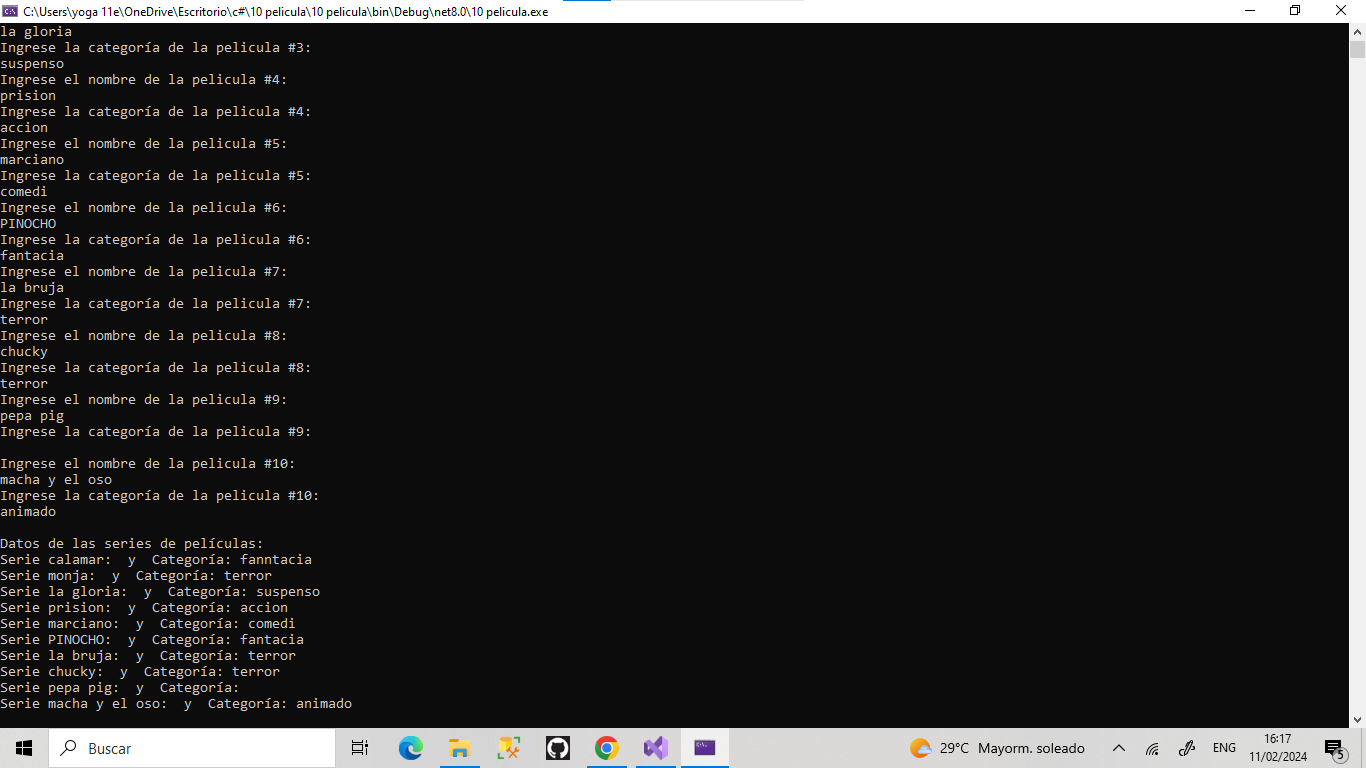 C:\Users\yoga 11e\OneDrive\Escritorio\c#\10 pelicula\10 pelicula\bin\Debug\net8.0\10 pelicula.exe
la gloria
Ingrese la categoría de la pelicula #3:
suspenso
Ingrese el nombre de la pelicula #4:
prision
Ingrese la categoría de la pelicula #4:
accion
Ingrese el nombre de la pelicula #5:
marciano
Ingrese la categoría de la pelicula #5:
comedi
Ingrese el nombre de la pelicula #6:
PINOCHO
Ingrese la categoría de la pelicula #6:
fantacia
Ingrese el nombre de la pelicula #7:
la bruja
Ingrese la categoría de la pelicula #7:
terror
Ingrese el nombre de la pelicula #8:
chucky
Ingrese la categoría de la pelicula #8:
terror
Ingrese el nombre de la pelicula #9:
pepa pig
Ingrese la categoría de la pelicula #9:
Ingrese el nombre de la pelicula #10:
macha y el oso
Ingrese la categoría de la pelicula #10:
animado
Datos de las series de películas:
Serie calamar:  y  Categoría: fanntacia
Serie monja:  y  Categoría: terror
Serie la gloria:  y  Categoría: suspenso
Serie prision:  y  Categoría: accion
Serie marciano:  y  Categoría: comedi
Serie PINOCHO:  y  Categoría: fantacia
Serie la bruja:  y  Categoría: terror
Serie chucky:  y  Categoría: terror
Serie pepa pig:  y  Categoría:
Serie macha y el oso:  y  Categoría: animado
Buscar
29°C Mayorm. soleado
ENG
16:17
11/02/2024
5